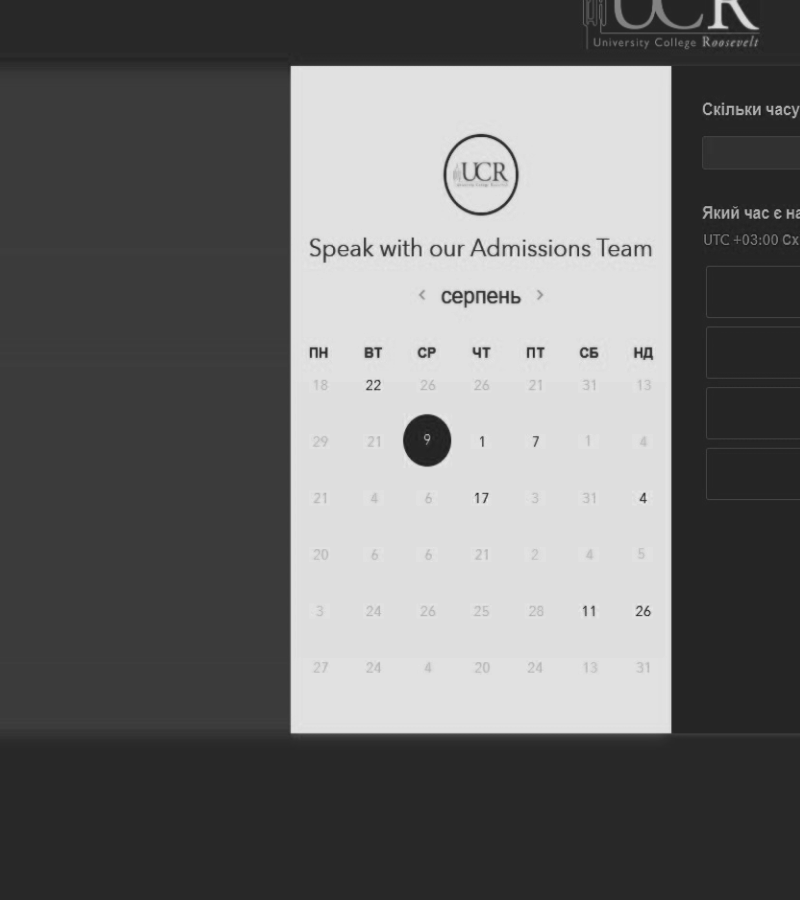 UCR
University College Roosevelt
UCR
Speak with our Admissions Team
< серпень >
ПН ВТ СР ЧТ ПТ СБ НД
18 22 26 26 21 31 13
29 21 9 1 7 1 4
21 4 6 17 3 31 4
20 6 6 21 2 4 5
3 24 26 25 28 11 26
27 24 4 20 24 13 31
Скільки часу
Який час є на
UTC +03:00 Сх